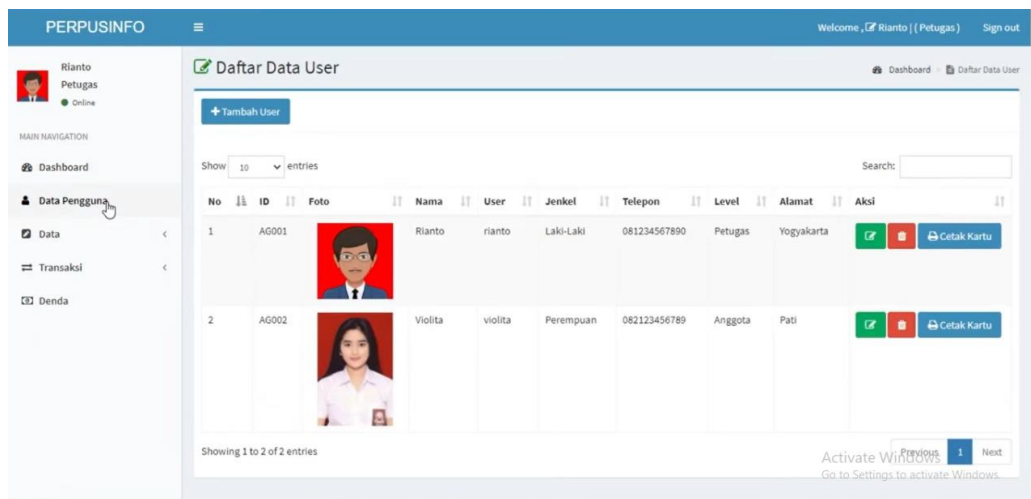 PERPUSINFO
Welcome , Rianto | ( Petugas ) Sign out
Rianto
Petugas
Online
MAIN NAVIGATION
Dashboard
Data Pengguna
Data
Transaksi
Denda
Daftar Data User
Dashboard Daftar Data User
+ Tambah User
Show 10 entries
Search:
No ID Foto Nama User Jenkel Telepon Level Alamat Aksi
1 AG001 Rianto rianto Laki-Laki 081234567890 Petugas Yogyakarta Cetak Kartu
2 AG002 Violita violita Perempuan 082123456789 Anggota Pati Cetak Kartu
Showing 1 to 2 of 2 entries
Previous 1 Next
Activate Windows
Go to Settings to activate Windows.